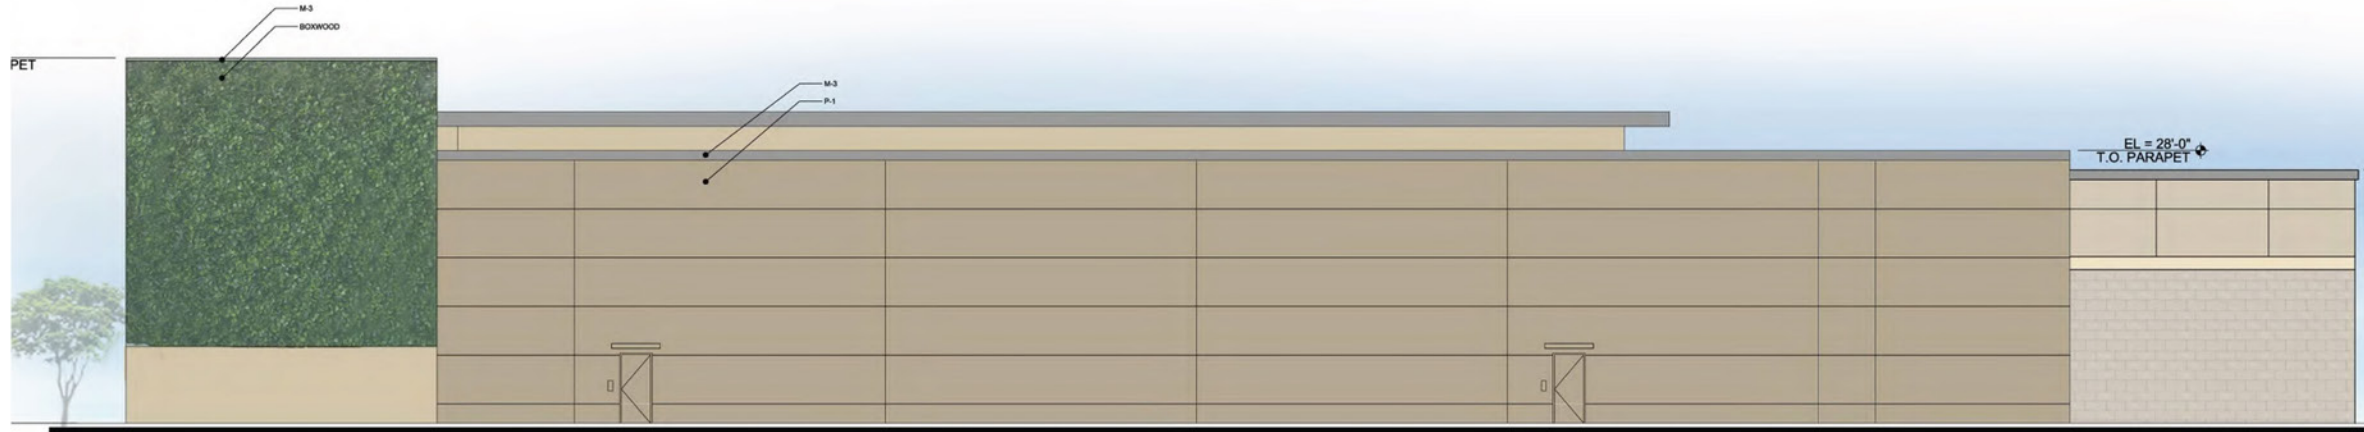 M-3
BOXWOOD
PET
M-3
P-1
EL = 28'-0"
T.O. PARAPET